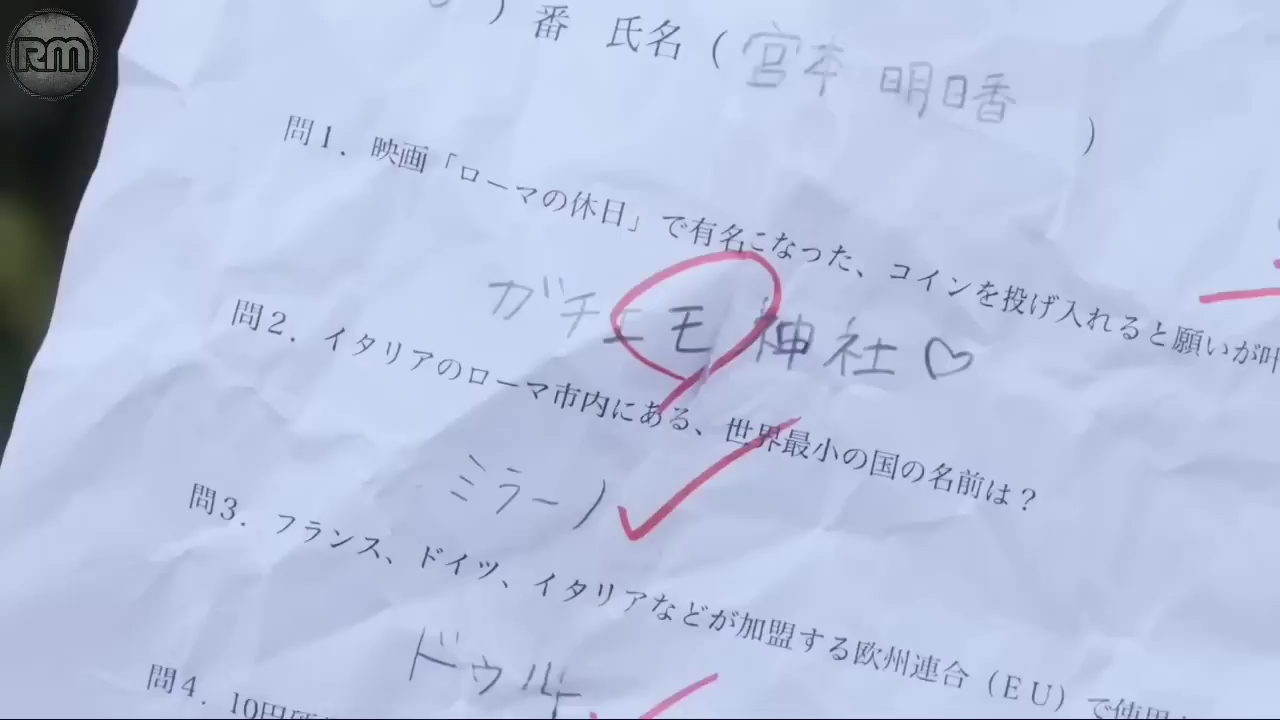 RM
)番 氏名(宮本 明日香 )
問1．映画「ローマの休日」で有名になった、コインを投げ入れると願いが叶
ガチェモ神社♡
問2．イタリアのローマ市内にある、世界最小の国の名前は？
ミラーノ
問3．フランス、ドイツ、イタリアなどが加盟する欧州連合（ＥＵ）で使用
ドゥル
問4．10円硬